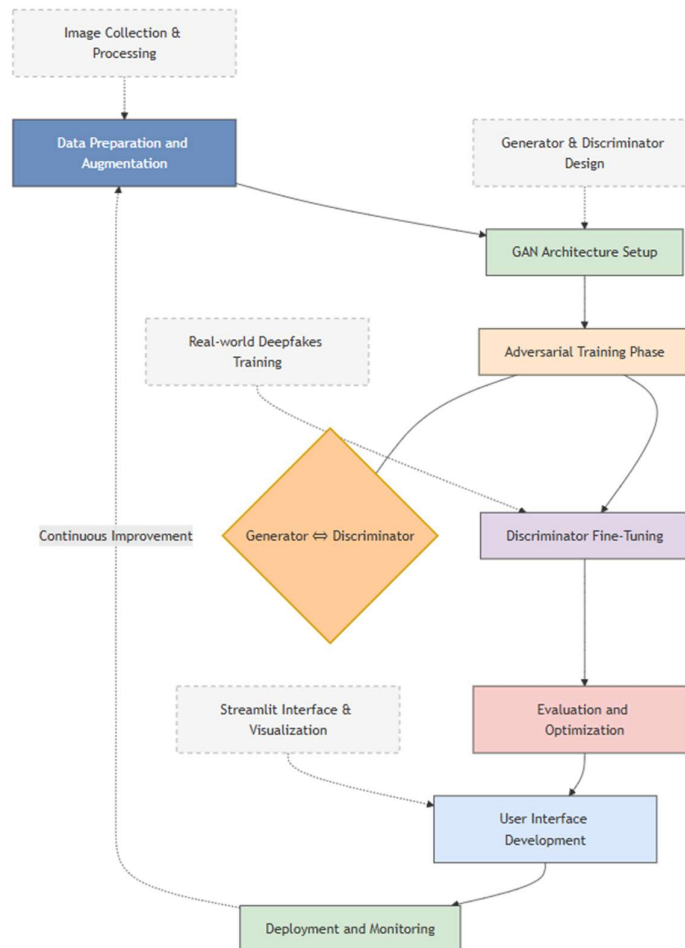 Image Collection &
Processing
Data Preparation and
Augmentation
Generator & Discriminator
Design
GAN Architecture Setup
Real-world Deepfakes
Training
Adversarial Training Phase
Continuous Improvement
Generator ⇔ Discriminator
Discriminator Fine-Tuning
Streamlit Interface &
Visualization
Evaluation and
Optimization
User Interface
Development
Deployment and Monitoring